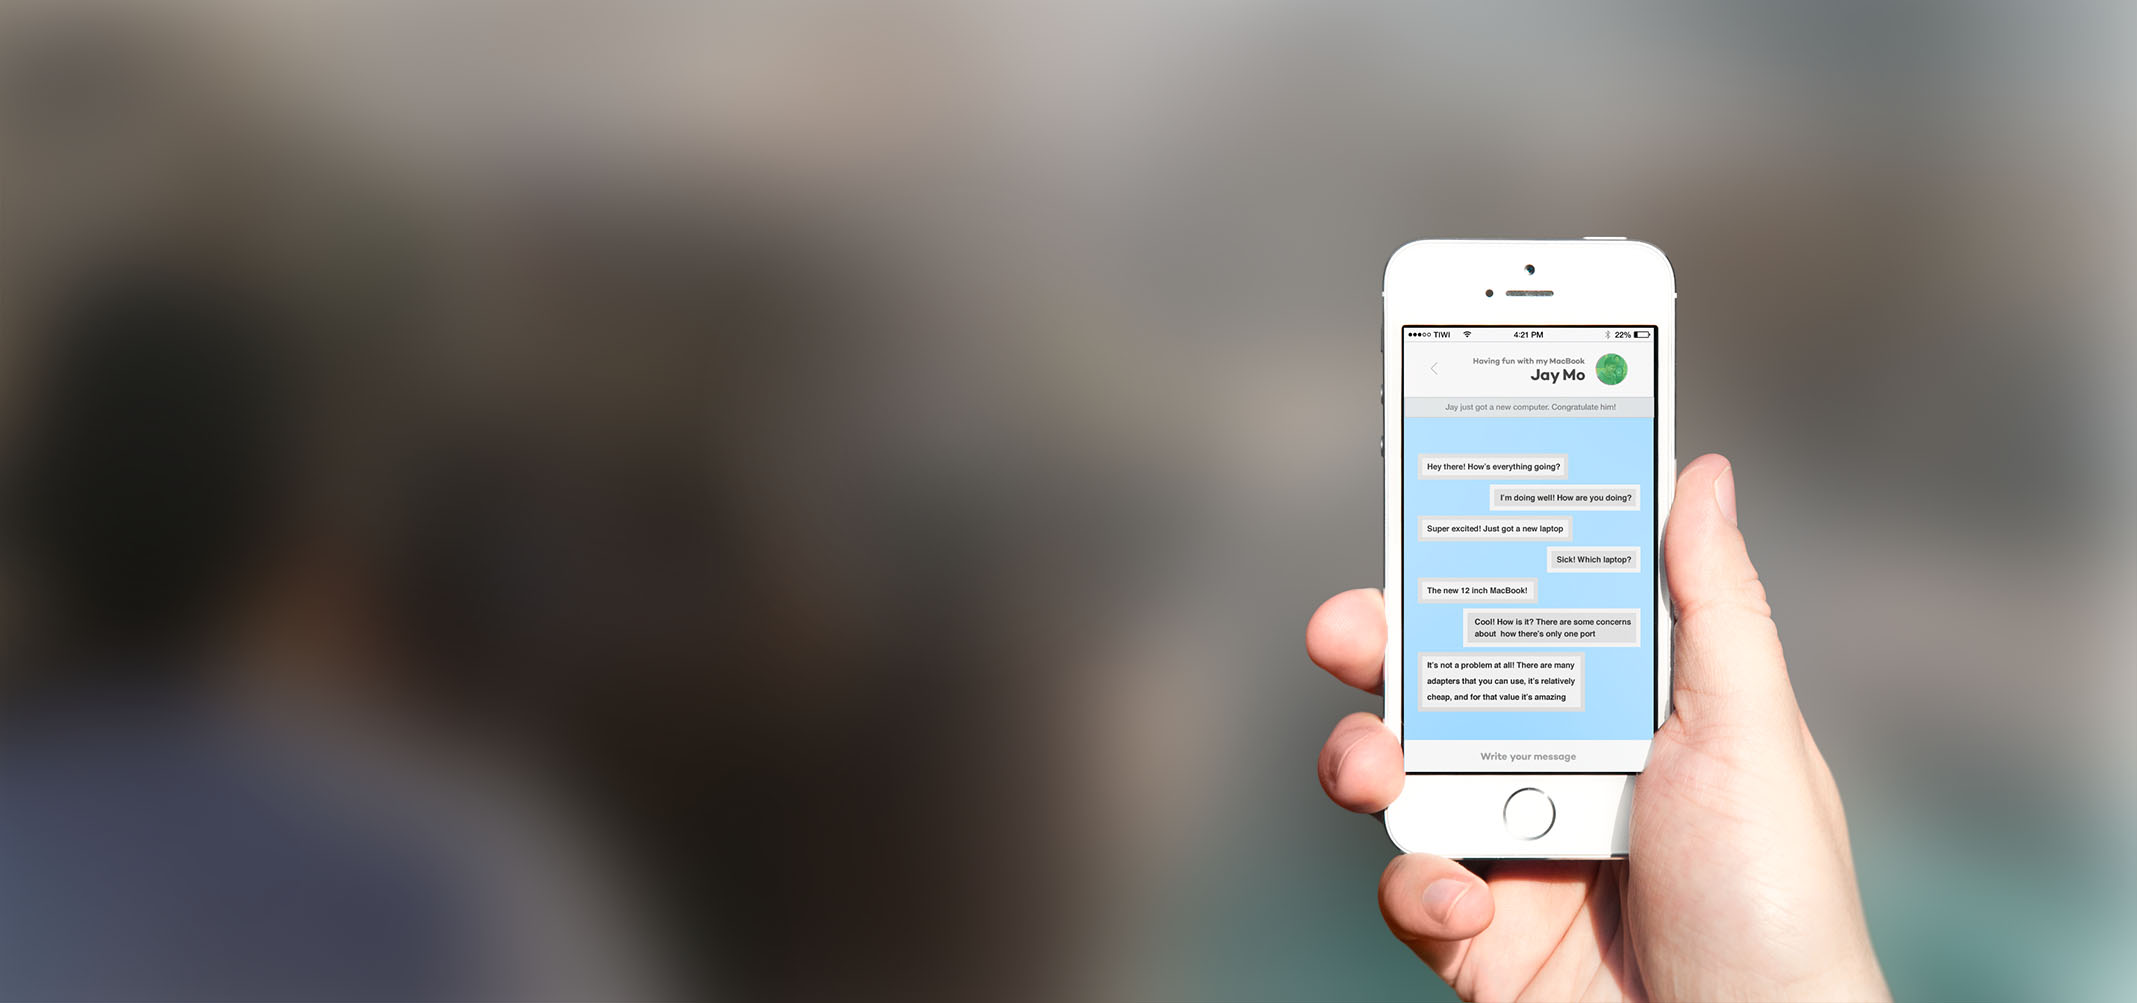 TIWI 4:21 PM 22%
Having fun with my MacBook
Jay Mo
Jay just got a new computer. Congratulate him!
Hey there! How's everything going?
I'm doing well! How are you doing?
Super excited! Just got a new laptop
Sick! Which laptop?
The new 12 inch MacBook!
Cool! How is it? There are some concerns
about how there's only one port
It's not a problem at all! There are many
adapters that you can use, it's relatively
cheap, and for that value it's amazing
Write your message